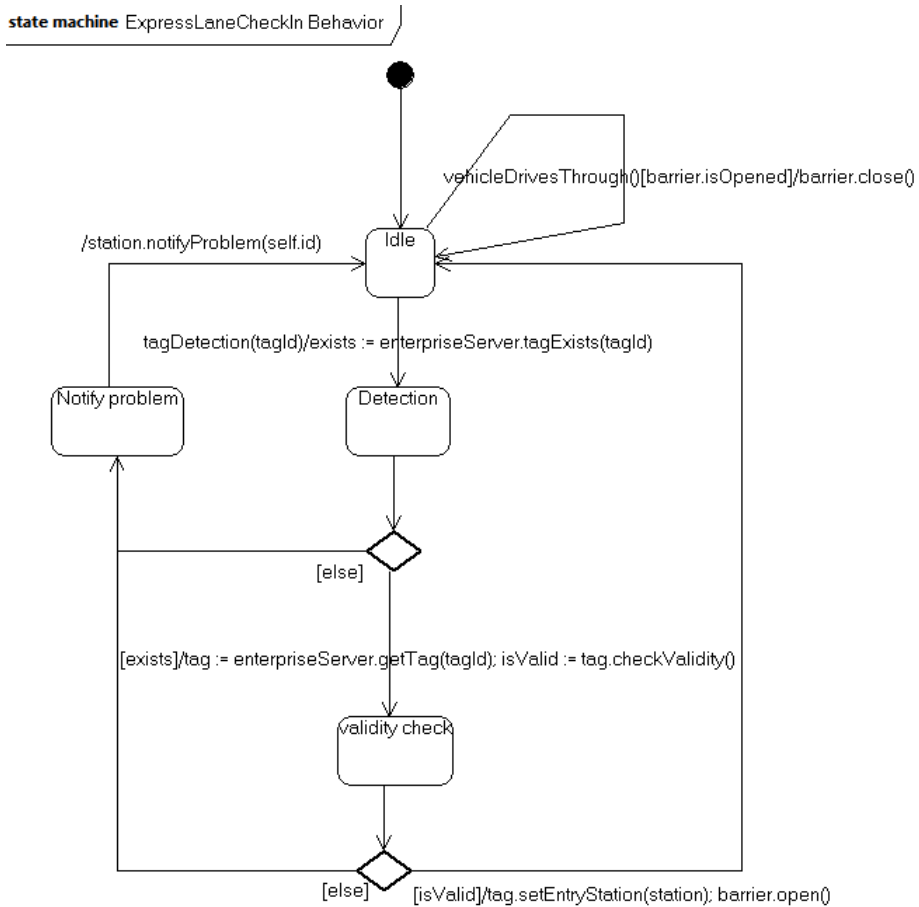 state machine ExpressLaneCheckIn Behavior
vehicleDrivesThrough()[barrier.isOpened]/barrier.close()
Idle
/station.notifyProblem(self.id)
tagDetection(tagId)/exists := enterpriseServer.tagExists(tagId)
Notify problem
Detection
[else]
[exists]/tag := enterpriseServer.getTag(tagId); isValid := tag.checkValidity()
validity check
[else]
[isValid]/tag.setEntryStation(station); barrier.open()